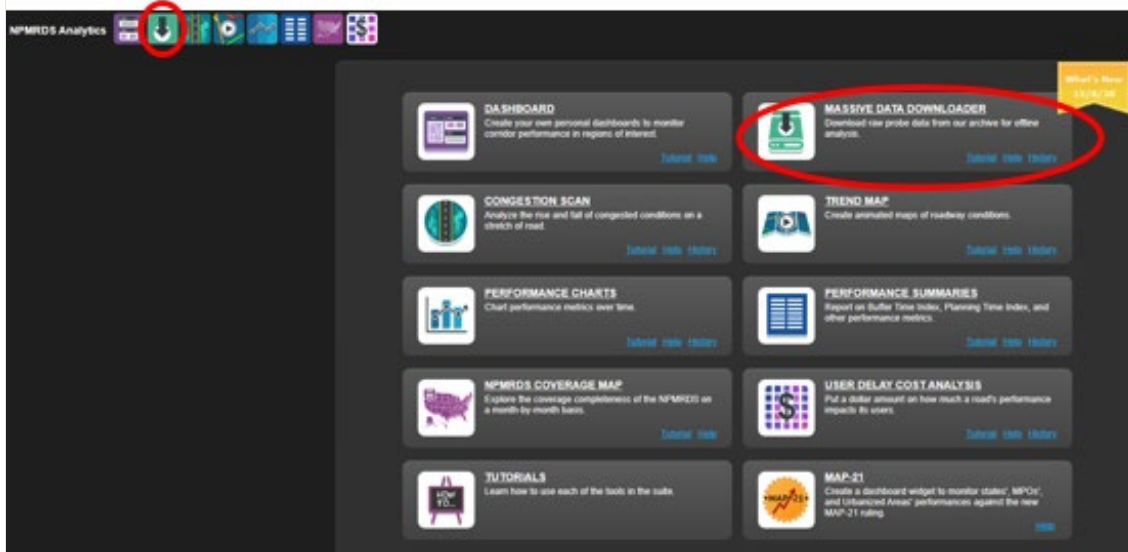 NPMRDS Analytics
What's New
DASHBOARD
Create your own personal dashboards to monitor
corridor performance in regions of interest.
Tutorial Help
MASSIVE DATA DOWNLOADER
Download raw probe data from our archive for offline
analysis.
Tutorial Help History
CONGESTION SCAN
Analyze the rise and fall of congested conditions on a
stretch of road.
Tutorial Help History
TREND MAP
Create animated maps of roadway conditions.
Tutorial Help History
PERFORMANCE CHARTS
Chart performance metrics over time.
Tutorial Help History
PERFORMANCE SUMMARIES
Report on Buffer Time Index, Planning Time Index, and
other performance metrics.
Tutorial Help History
NPMRDS COVERAGE MAP
Explore the coverage completeness of the NPMRDS on
a month-by-month basis.
Tutorial Help
USER DELAY COST ANALYSIS
Put a dollar amount on how much a road's performance
impacts its users.
Tutorial Help History
HOW
TO...
TUTORIALS
Learn how to use each of the tools in the suite.
MAP-21
MAP-21
Create a dashboard widget to monitor states', MPOs',
and Urbanized Areas' performances against the new
MAP-21 ruling.
Help